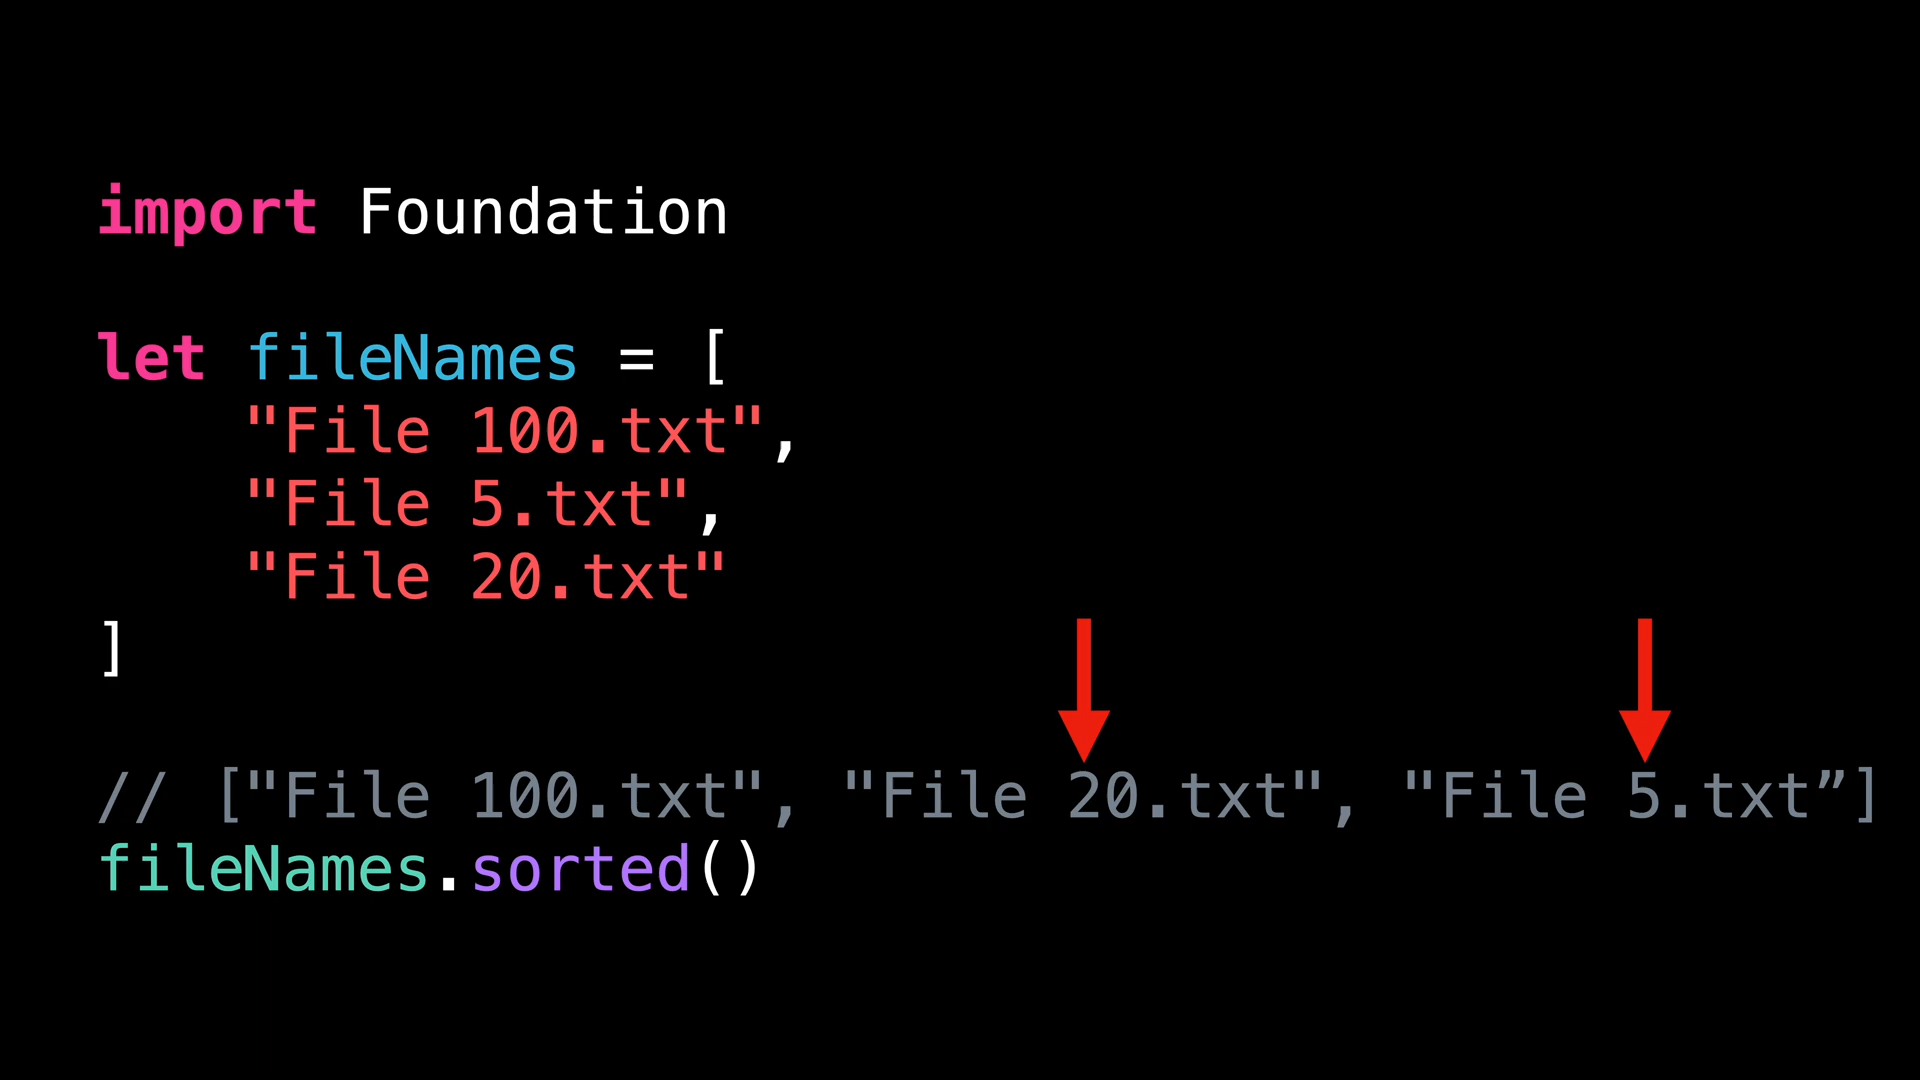 import Foundation
let fileNames = [
"File 100.txt",
"File 5.txt",
"File 20.txt"
]
// ["File 100.txt", "File 20.txt", "File 5.txt”]
fileNames.sorted()